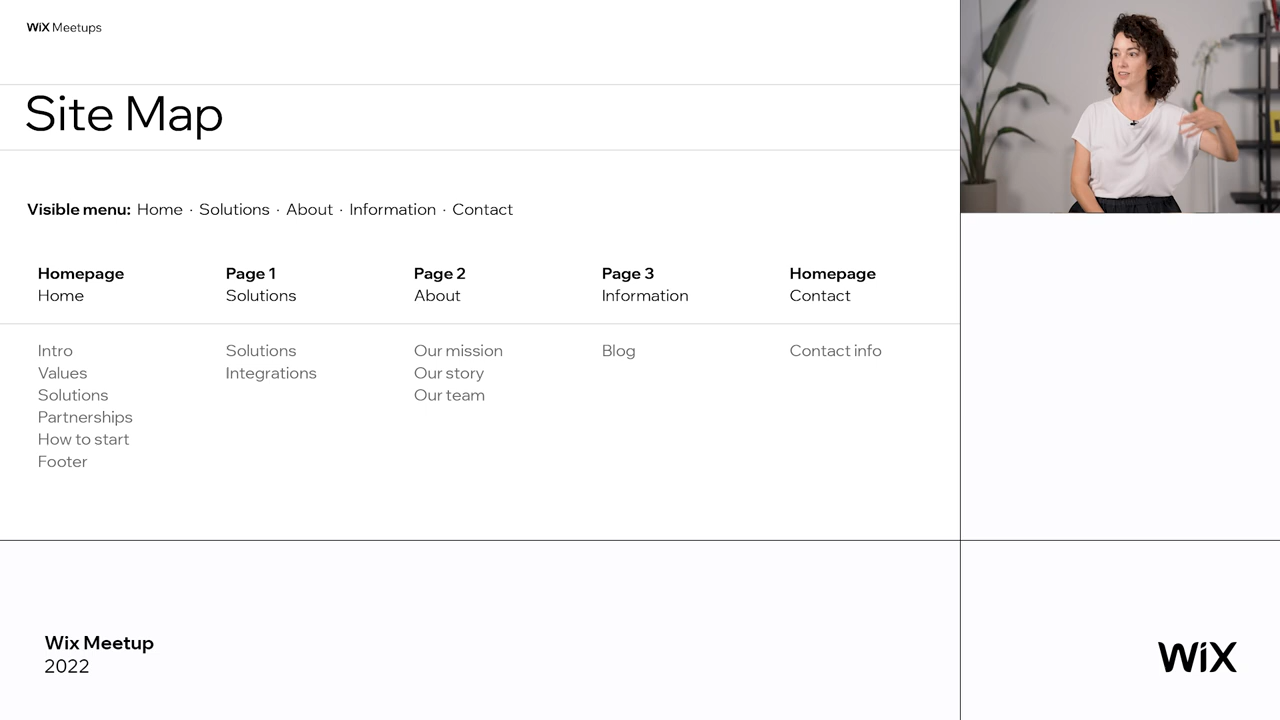 WiX Meetups
Site Map
Visible menu: Home · Solutions · About · Information · Contact
Homepage
Home
Intro
Values
Solutions
Partnerships
How to start
Footer
Page 1
Solutions
Solutions
Integrations
Page 2
About
Our mission
Our story
Our team
Page 3
Information
Blog
Homepage
Contact
Contact info
Wix Meetup
2022
WiX